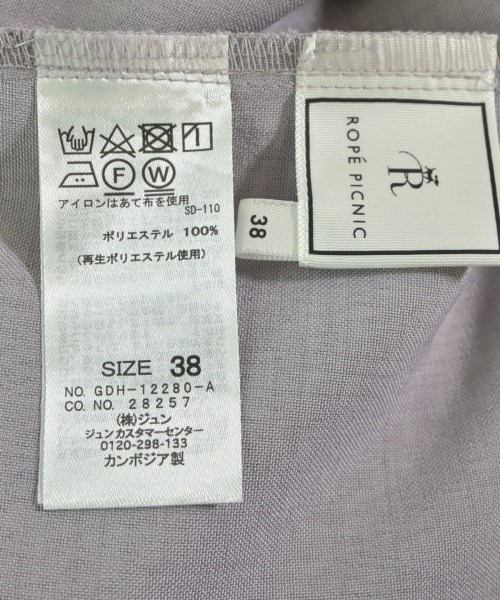 F W
アイロンはあて布を使用
SD-110
ポリエステル 100%
(再生ポリエステル使用)
SIZE 38
NO. GDH-12280-A
CO. NO. 28257
(株)ジュン
ジュンカスタマーセンター
0120-298-133
カンボジア製
38
R
ROPÉ PICNIC